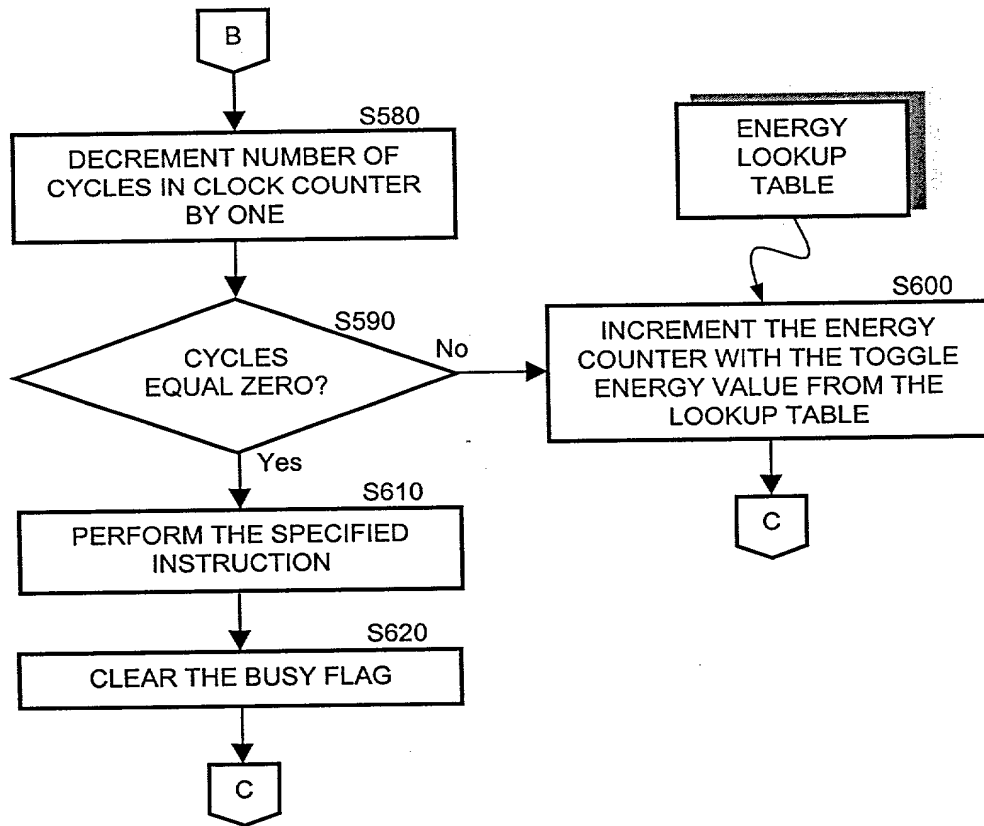 B
S580
DECREMENT NUMBER OF
CYCLES IN CLOCK COUNTER
BY ONE
ENERGY
LOOKUP
TABLE
S590
CYCLES
EQUAL ZERO?
No
Yes
S600
INCREMENT THE ENERGY
COUNTER WITH THE TOGGLE
ENERGY VALUE FROM THE
LOOKUP TABLE
C
S610
PERFORM THE SPECIFIED
INSTRUCTION
S620
CLEAR THE BUSY FLAG
C